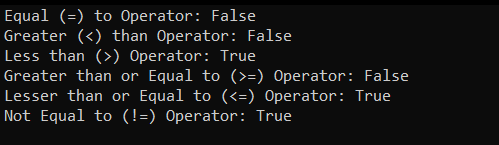 Equal (=) to Operator: False
Greater (<) than Operator: False
Less than (>) Operator: True
Greater than or Equal to (>=) Operator: False
Lesser than or Equal to (<=) Operator: True
Not Equal to (!=) Operator: True